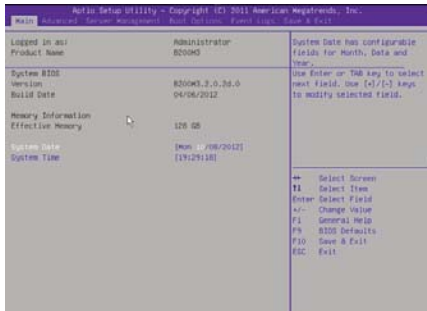 Aptio Setup Utility - Copyright (C) 2011 American Megatrends, Inc.
Main Advanced Server Management Boot Options Event Logs Save & Exit
Logged in as: Administrator
Product Name B200M3
System BIOS
Version B200M3.2.0.2d.0
Build Date 04/06/2012
Memory Information
Effective Memory 128 GB
System Date [Mon /08/2012]
System Time [19:29:18]
System Date has configurable
fields for Month, Data and
Year.
Use Enter or TAB key to select
next field. Use [+]/[-] keys
to modify selected field.
Select Screen
Select Item
Enter Select Field
+/- Change Value
F1 General Help
F9 BIOS Defaults
F10 Save & Exit
ESC Exit